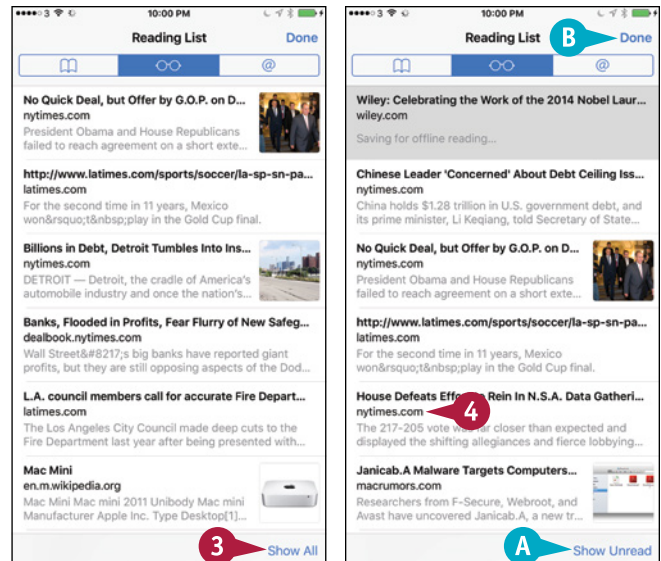 3
10:00 PM
Reading List
Done
@
No Quick Deal, but Offer by G.O.P. on D...
nytimes.com
President Obama and House Republicans
failed to reach agreement on a short exte...
http://www.latimes.com/sports/soccer/la-sp-sn-pa...
latimes.com
For the second time in 11 years, Mexico
won&rsquo;t&nbsp;play in the Gold Cup final.
Billions in Debt, Detroit Tumbles Into Ins...
nytimes.com
DETROIT — Detroit, the cradle of America's
automobile industry and once the nation's...
Banks, Flooded in Profits, Fear Flurry of New Safeg...
dealbook.nytimes.com
Wall Street&#8217;s big banks have reported giant
profits, but they are still opposing aspects of the Dod...
L.A. council members call for accurate Fire Depart...
latimes.com
The Los Angeles City Council made deep cuts to the
Fire Department last year after being presented with...
Mac Mini
en.m.wikipedia.org
Mac Mini Mac mini 2011 Unibody Mac mini
Manufacturer Apple Inc. Type Desktop[1]...
3 Show All
3
10:00 PM
Reading List
B Done
@
Wiley: Celebrating the Work of the 2014 Nobel Laur...
wiley.com
Saving for offline reading...
Chinese Leader 'Concerned' About Debt Ceiling Iss...
nytimes.com
China holds $1.28 trillion in U.S. government debt, and
its prime minister, Li Keqiang, told Secretary of State...
No Quick Deal, but Offer by G.O.P. on D...
nytimes.com
President Obama and House Republicans
failed to reach agreement on a short exte...
http://www.latimes.com/sports/soccer/la-sp-sn-pa...
latimes.com
For the second time in 11 years, Mexico
won&rsquo;t&nbsp;play in the Gold Cup final.
House Defeats Rein In N.S.A. Data Gatheri...
nytimes.com 4
The 217-205 vote closer than expected and
displayed the shifting allegiances and fierce lobbying...
Janicab.A Malware Targets Computers...
macrumors.com
Researchers from F-Secure, Webroot, and
Avast have uncovered Janicab.A, a new tr...
A Show Unread